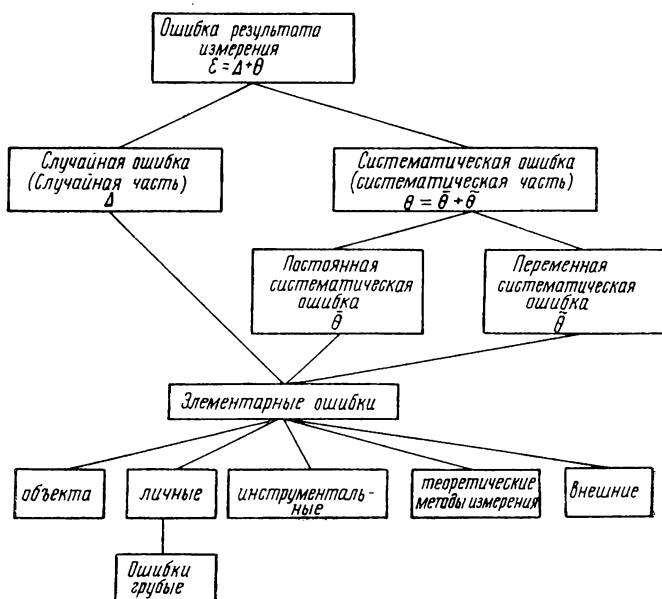 Ошибка результата
измерения
ε = Δ + θ
Случайная ошибка
(Случайная часть)
Δ
Систематическая ошибка
(систематическая часть)
θ = θ̄ + θ̃
Постоянная
систематическая
ошибка
θ̄
Переменная
систематическая
ошибка
θ̃
Элементарные ошибки
объекта
личные
инструменталь-
ные
теоретические
методы измерения
внешние
Ошибки
грубые